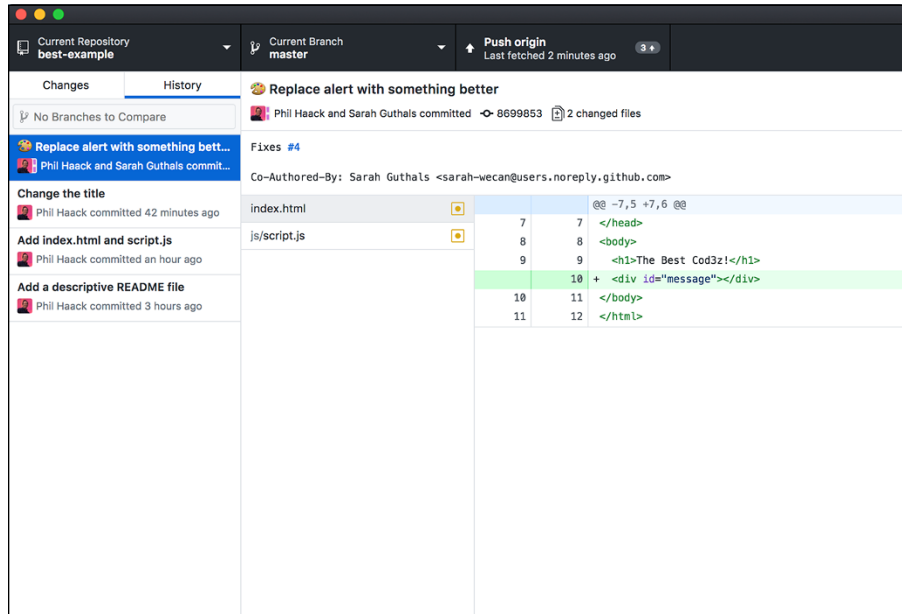 Current Repository
best-example
Current Branch
master
Push origin
Last fetched 2 minutes ago
3
Changes
History
No Branches to Compare
Replace alert with something bett...
Phil Haack and Sarah Guthals commit...
Change the title
Phil Haack committed 42 minutes ago
Add index.html and script.js
Phil Haack committed an hour ago
Add a descriptive README file
Phil Haack committed 3 hours ago
Replace alert with something better
Phil Haack and Sarah Guthals committed 8699853 2 changed files
Fixes #4
Co-Authored-By: Sarah Guthals <sarah-wecan@users.noreply.github.com>
index.html
js/script.js
@@ -7,5 +7,6 @@
7 7 </head>
8 8 <body>
9 9 <h1>The Best Cod3z!</h1>
10 + <div id="message"></div>
10 11 </body>
11 12 </html>